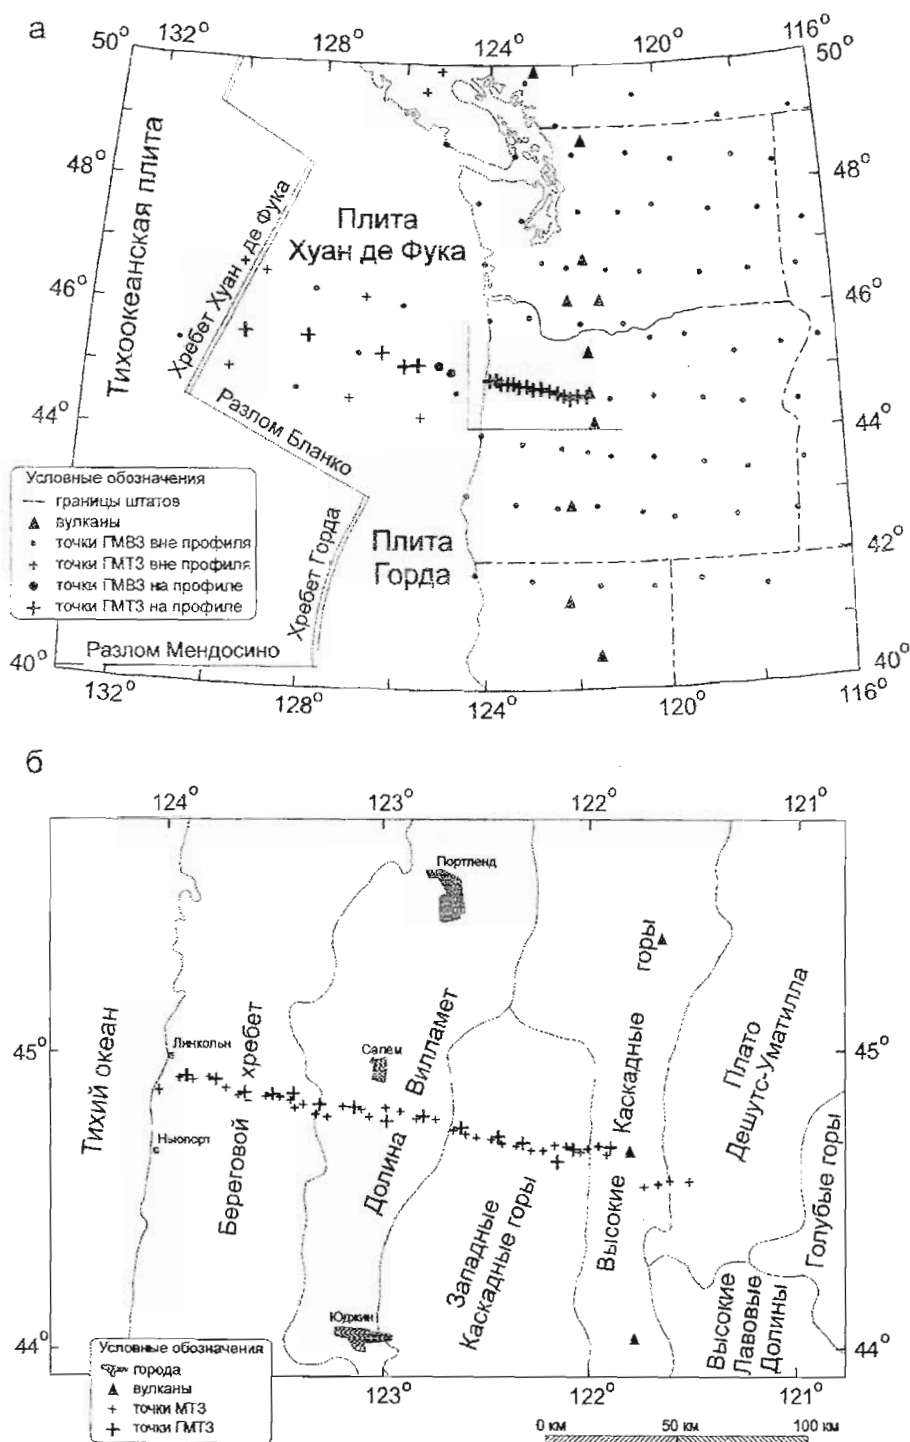 а
132° 128° 124° 120° 116°
50° 50°
Тихоокеанская плита
48° 48°
Плита
Хуан де Фука
Хребет Хуан де Фука
46° 46°
44° 44°
Разлом Бланко
Условные обозначения
границы штатов
вулканы
точки ГМВЗ вне профиля
точки ГМТЗ вне профиля
точки ГМВЗ на профиле
точки ГМТЗ на профиле
Плита
Горда
Хребет Горда
42°
Разлом Мендосино
40° 40°
132° 128° 124° 120° 116°
б
124° 123° 122° 121°
Портленд
Тихий океан
Береговой хребет
Долина Вилламет
Западные
Каскадные горы
Высокие Каскадные горы
Плато
Дешутс-Уматилла
Голубые горы
Высокие
Лавовые
Долины
45° 45°
Линкольн
Салем
Ньюпорт
Юджин
44° 44°
Условные обозначения
города
вулканы
точки МТЗ
точки ГМТЗ
123° 122° 121°
0 км 50 км 100 км